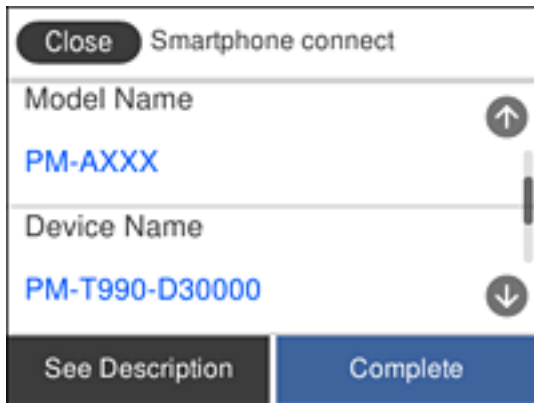 Close Smartphone connect
Model Name
PM-AXXX
Device Name
PM-T990-D30000
See Description Complete